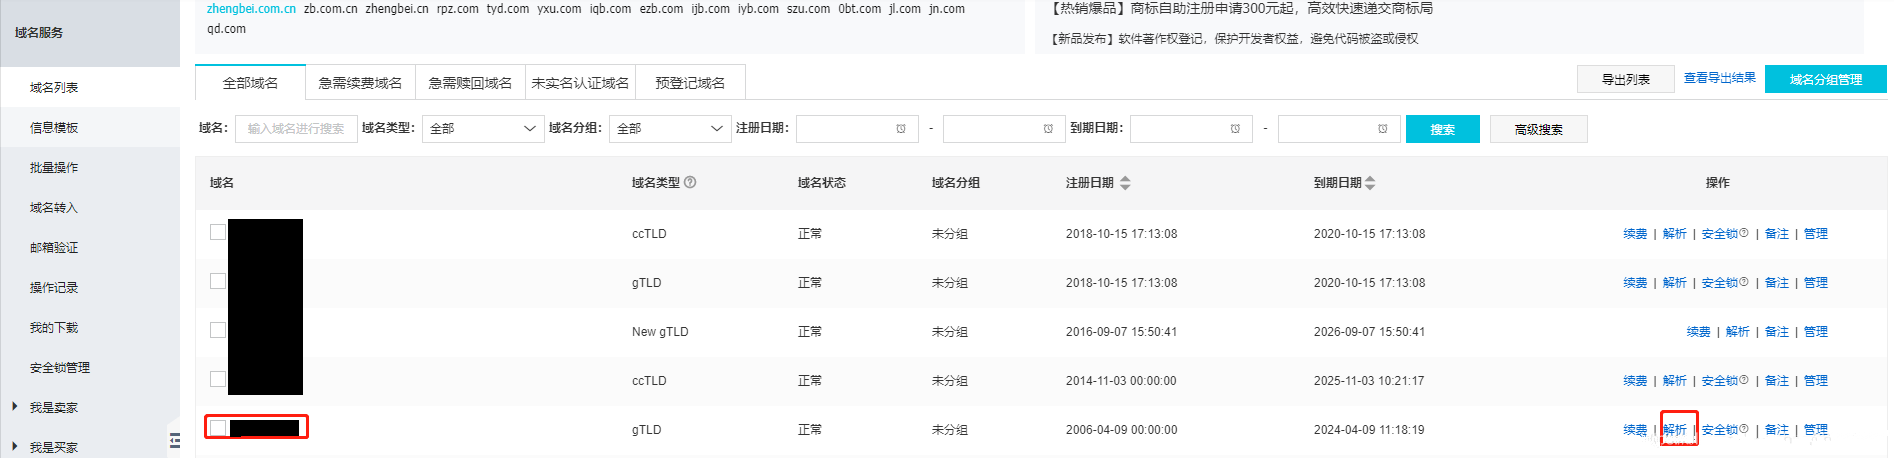 zhengbei.com.cn zb.com.cn zhengbei.cn rpz.com tyd.com yxu.com iqb.com ezb.com ijb.com iyb.com szu.com 0bt.com jl.com jn.com
qd.com
【热销爆品】商标自助注册申请300元起，高效快速递交商标局
【新品发布】软件著作权登记，保护开发者权益，避免代码被盗或侵权
域名服务
域名列表
信息模板
批量操作
域名转入
邮箱验证
操作记录
我的下载
安全锁管理
我是卖家
我是买家
全部域名 急需续费域名 急需赎回域名 未实名认证域名 预登记域名
导出列表 查看导出结果 域名分组管理
域名： 输入域名进行搜索 域名类型： 全部 域名分组： 全部 注册日期： - 到期日期： - 搜索 高级搜索
域名 域名类型 域名状态 域名分组 注册日期 到期日期 操作
ccTLD 正常 未分组 2018-10-15 17:13:08 2020-10-15 17:13:08 续费 | 解析 | 安全锁 | 备注 | 管理
gTLD 正常 未分组 2018-10-15 17:13:08 2020-10-15 17:13:08 续费 | 解析 | 安全锁 | 备注 | 管理
New gTLD 正常 未分组 2016-09-07 15:50:41 2026-09-07 15:50:41 续费 | 解析 | 备注 | 管理
ccTLD 正常 未分组 2014-11-03 00:00:00 2025-11-03 10:21:17 续费 | 解析 | 安全锁 | 备注 | 管理
gTLD 正常 未分组 2006-04-09 00:00:00 2024-04-09 11:18:19 续费 | 解析 | 安全锁 | 备注 | 管理